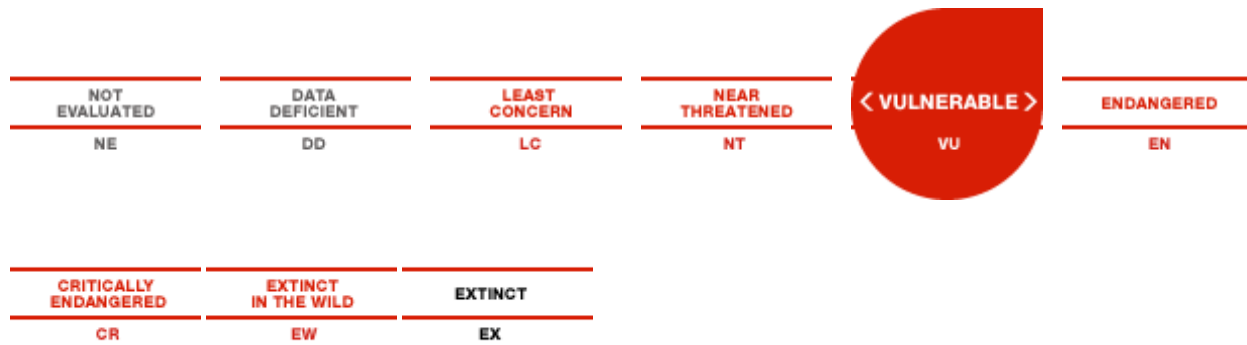 NOT
EVALUATED
NE
DATA
DEFICIENT
DD
LEAST
CONCERN
LC
NEAR
THREATENED
NT
< VULNERABLE >
VU
ENDANGERED
EN
CRITICALLY
ENDANGERED
CR
EXTINCT
IN THE WILD
EW
EXTINCT
EX